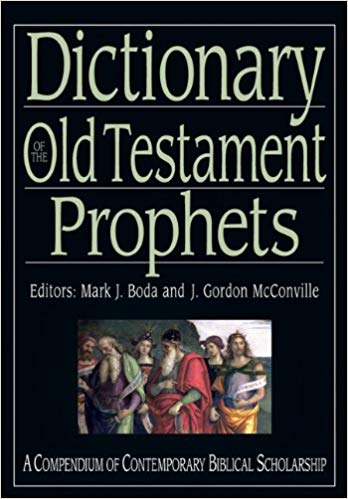 Dictionary
OF THE
Old Testament
Prophets
Editors: Mark J. Boda and J. Gordon McConville
A COMPENDIUM OF CONTEMPORARY BIBLICAL SCHOLARSHIP